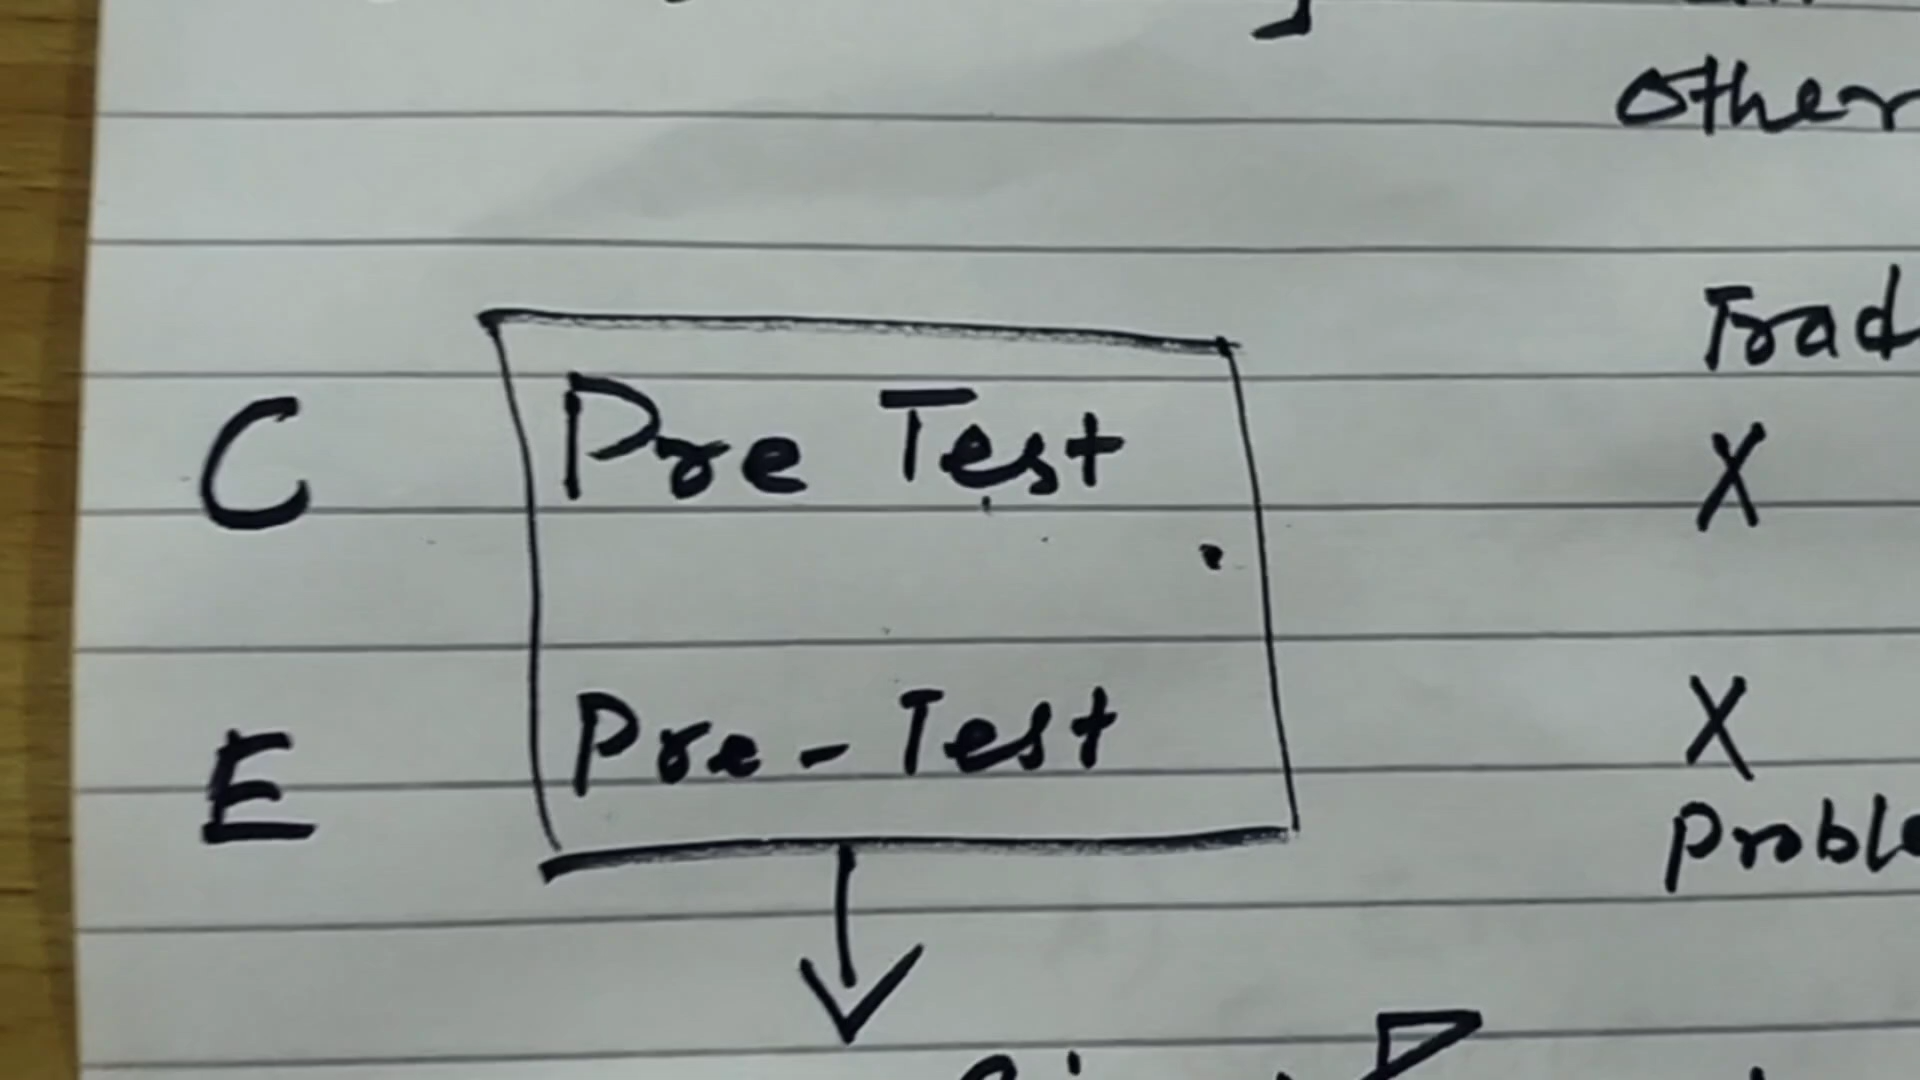 other
Trad
C Pre Test X
E Pre-Test X
Proble